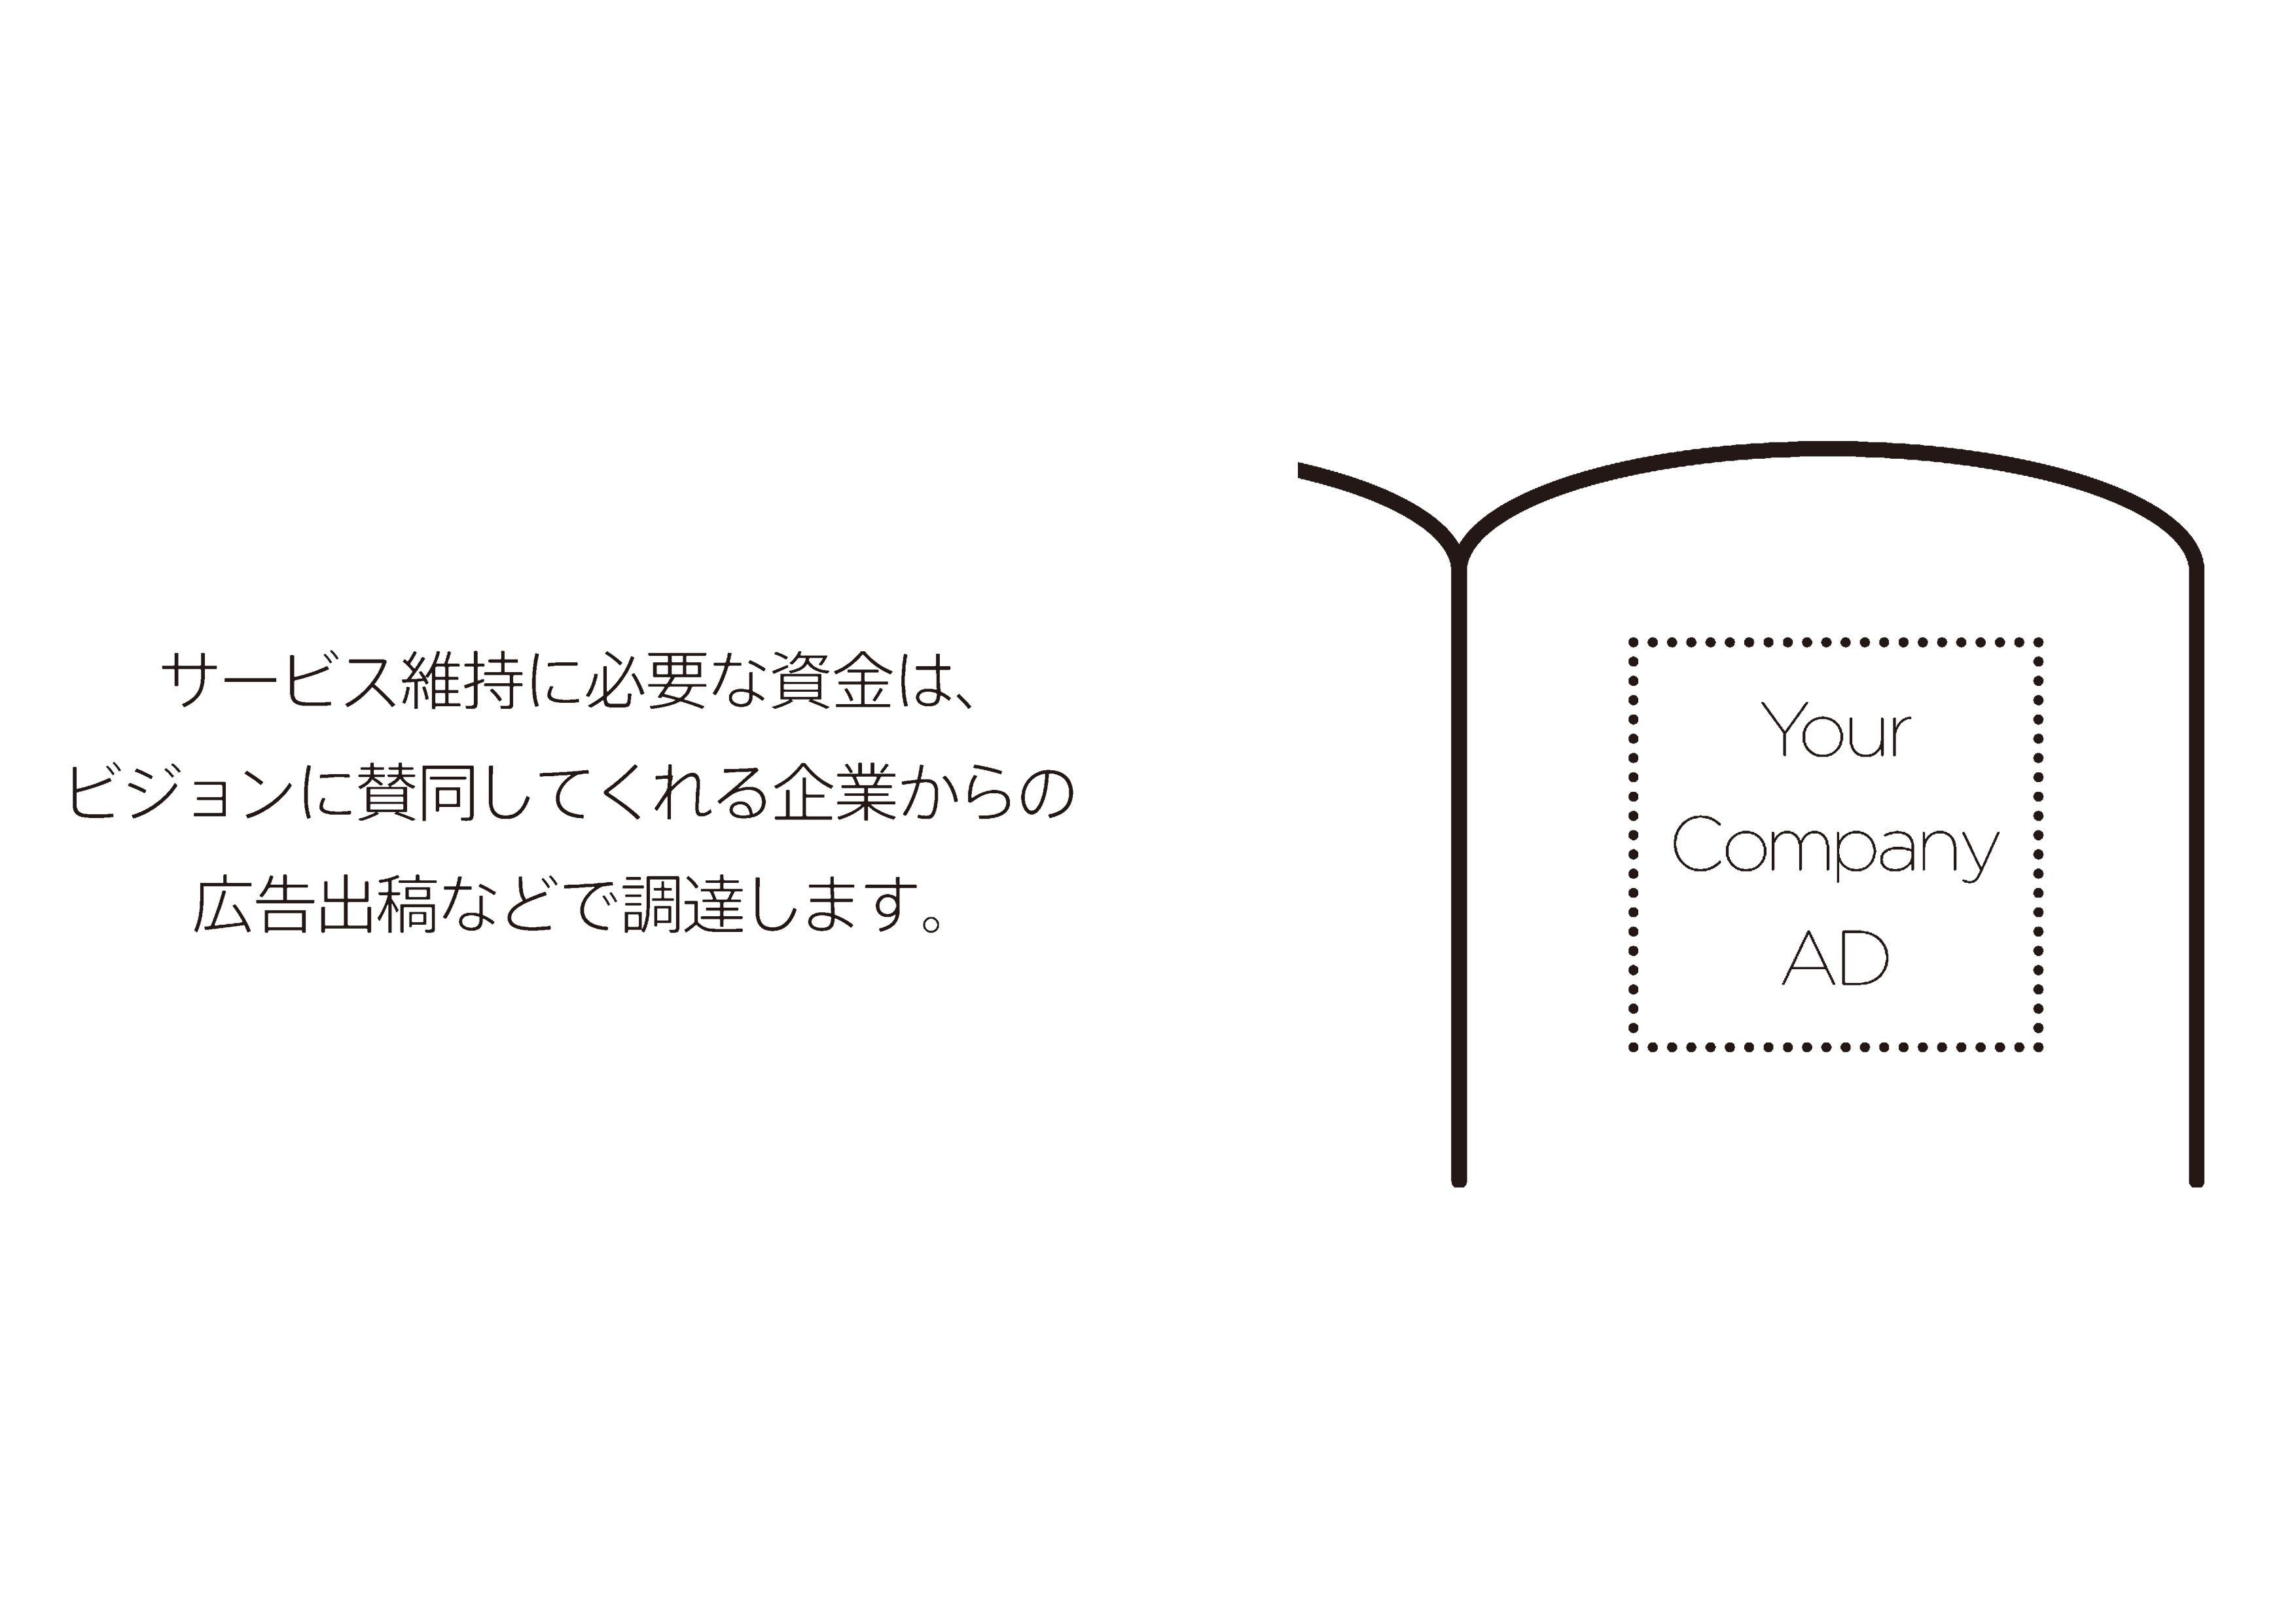 サービス維持に必要な資金は、
ビジョンに賛同してくれる企業からの
広告出稿などで調達します。
Your
Company
AD